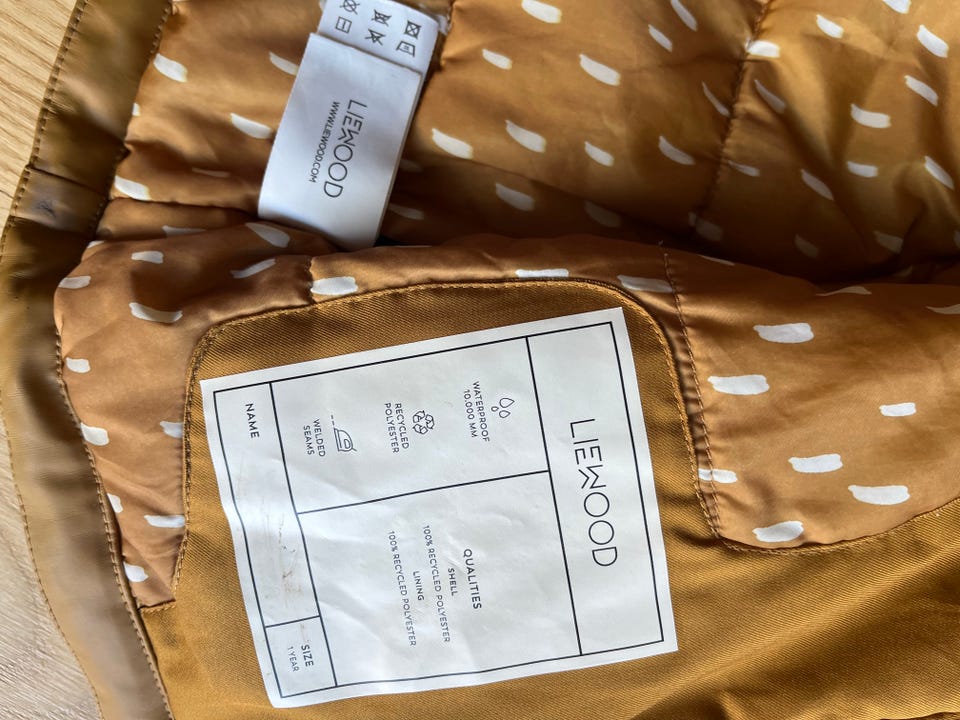 LIEWOOD
WWW.LIEWOOD.COM
LIEWOOD
WATERPROOF
10.000 MM
RECYCLED
POLYESTER
WELDED
SEAMS
QUALITIES
SHELL
100% RECYCLED POLYESTER
LINING
100% RECYCLED POLYESTER
NAME
SIZE
1 YEAR